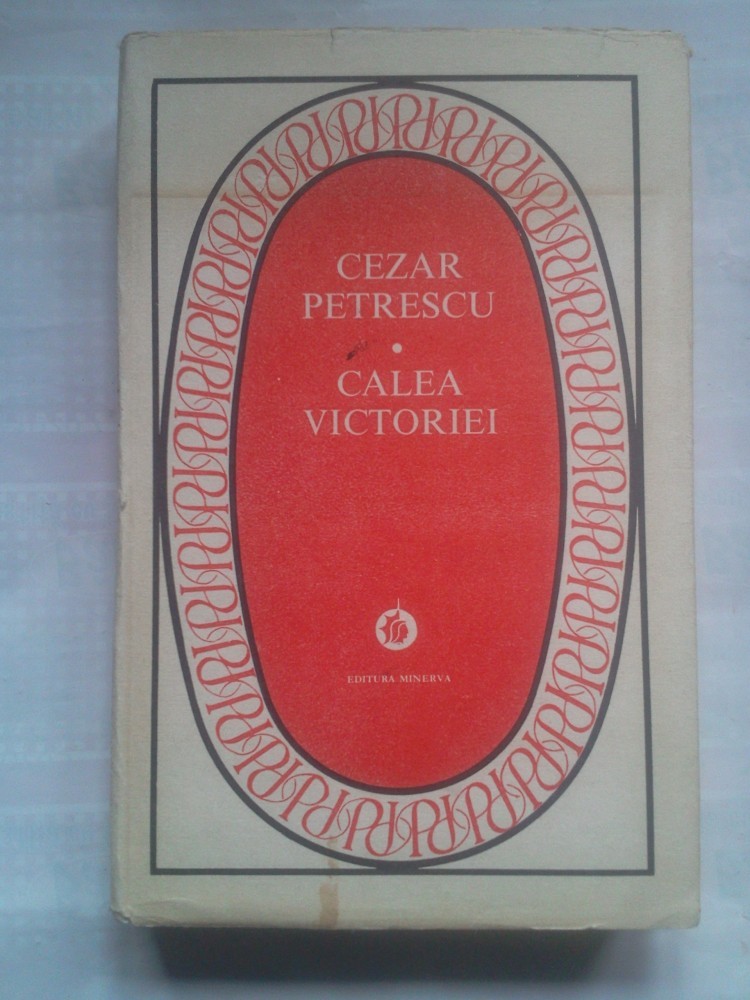 CEZAR
PETRESCU
•
CALEA
VICTORIEI
EDITURA MINERVA